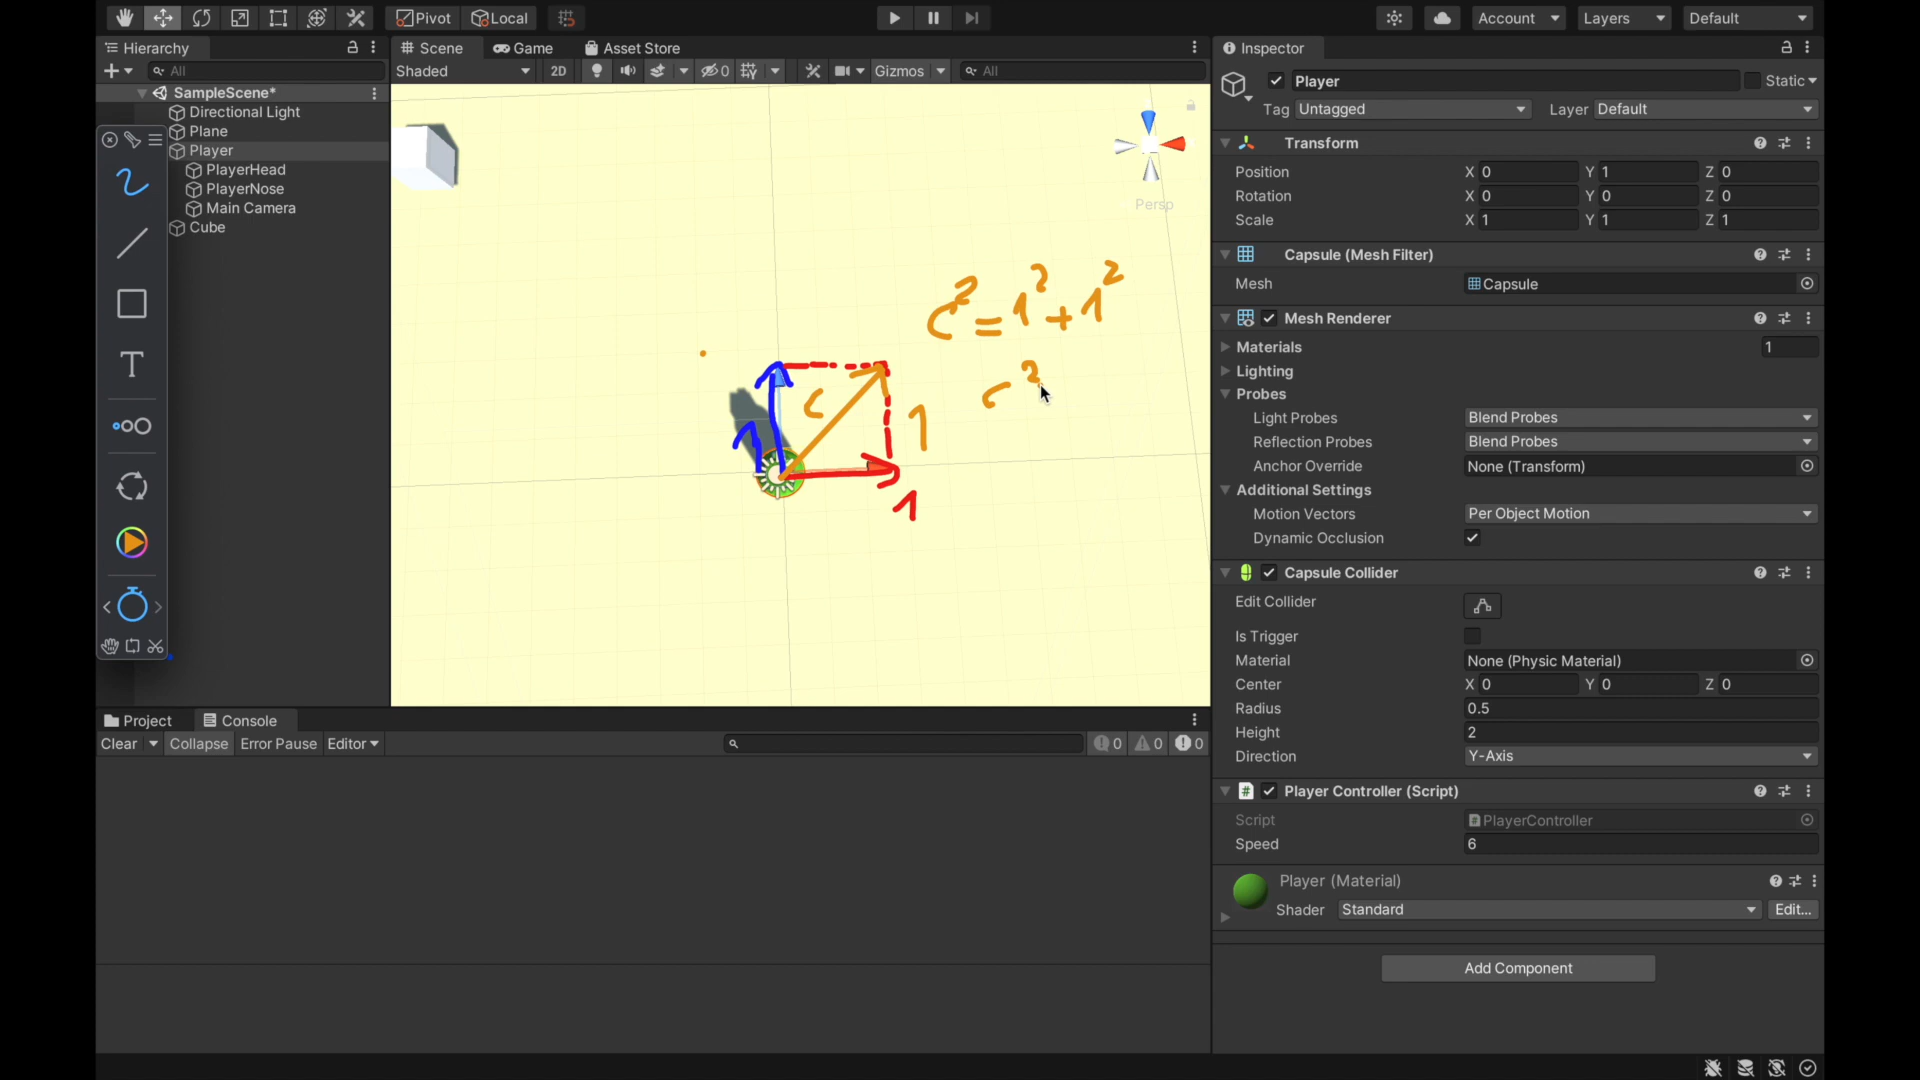 Pivot Local Account Layers Default
Hierarchy Scene Game Asset Store Inspector
All Shaded 2D 0 Gizmos All Player Static
SampleScene*
Tag Untagged Layer Default
Directional Light
Plane
Player
PlayerHead
PlayerNose
Main Camera
Cube
Persp
c² = 1² + 1²
c²
c
1
1
1
Transform
Position X 0 Y 1 Z 0
Rotation X 0 Y 0 Z 0
Scale X 1 Y 1 Z 1
Capsule (Mesh Filter)
Mesh Capsule
Mesh Renderer
Materials 1
Lighting
Probes
Light Probes Blend Probes
Reflection Probes Blend Probes
Anchor Override None (Transform)
Additional Settings
Motion Vectors Per Object Motion
Dynamic Occlusion
Capsule Collider
Edit Collider
Is Trigger
Material None (Physic Material)
Center X 0 Y 0 Z 0
Radius 0.5
Height 2
Direction Y-Axis
Player Controller (Script)
Script PlayerController
Speed 6
Player (Material)
Shader Standard Edit...
Add Component
T
Project Console
Clear Collapse Error Pause Editor 0 0 0